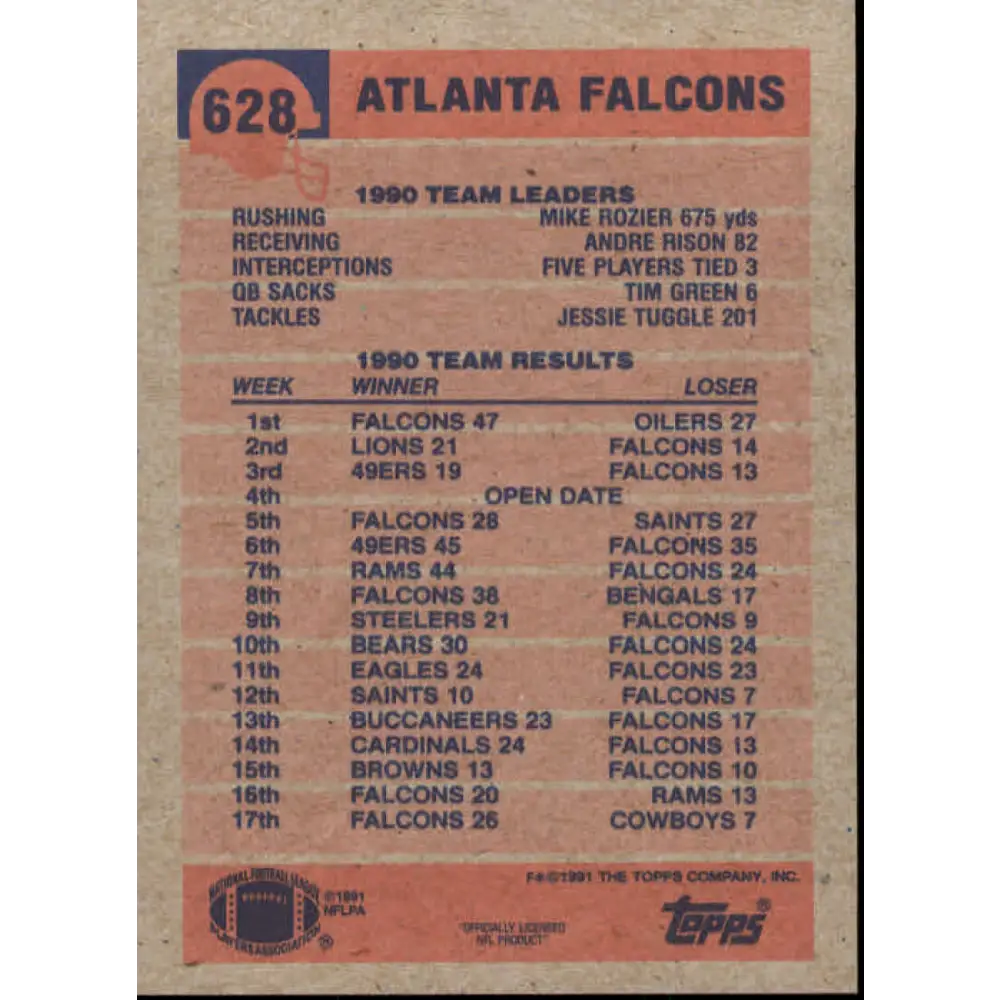 628 ATLANTA FALCONS
1990 TEAM LEADERS
RUSHING MIKE ROZIER 675 yds
RECEIVING ANDRE RISON 82
INTERCEPTIONS FIVE PLAYERS TIED 3
QB SACKS TIM GREEN 6
TACKLES JESSIE TUGGLE 201
1990 TEAM RESULTS
WEEK WINNER LOSER
1st FALCONS 47 OILERS 27
2nd LIONS 21 FALCONS 14
3rd 49ERS 19 FALCONS 13
4th OPEN DATE
5th FALCONS 28 SAINTS 27
6th 49ERS 45 FALCONS 35
7th RAMS 44 FALCONS 24
8th FALCONS 38 BENGALS 17
9th STEELERS 21 FALCONS 9
10th BEARS 30 FALCONS 24
11th EAGLES 24 FALCONS 23
12th SAINTS 10 FALCONS 7
13th BUCCANEERS 23 FALCONS 17
14th CARDINALS 24 FALCONS 13
15th BROWNS 13 FALCONS 10
16th FALCONS 20 RAMS 13
17th FALCONS 26 COWBOYS 7
F✱©1991 THE TOPPS COMPANY, INC.
NATIONAL FOOTBALL LEAGUE
PLAYERS ASSOCIATION ®
©1991
NFLPA
"OFFICIALLY LICENSED
NFL PRODUCT"
Topps®